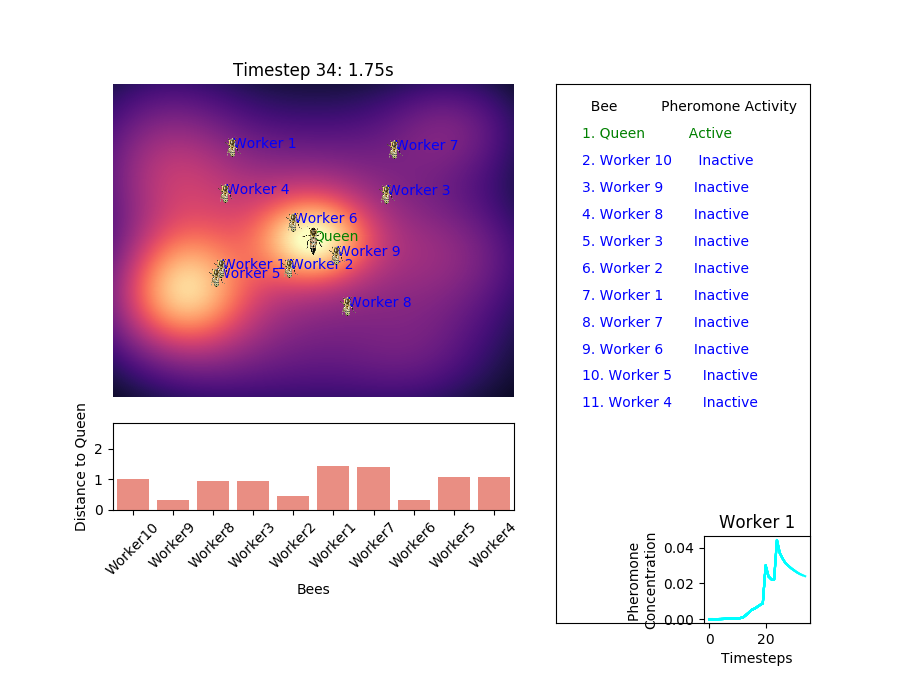 Timestep 34: 1.75s
Worker 1
Worker 7
Worker 4
Worker 3
Worker 6
Queen
Worker 9
Worker 1
Worker 2
Worker 5
Worker 8
Bee Pheromone Activity
1. Queen Active
2. Worker 10 Inactive
3. Worker 9 Inactive
4. Worker 8 Inactive
5. Worker 3 Inactive
6. Worker 2 Inactive
7. Worker 1 Inactive
8. Worker 7 Inactive
9. Worker 6 Inactive
10. Worker 5 Inactive
11. Worker 4 Inactive
Distance to Queen
2
1
0
Worker10
Worker9
Worker8
Worker3
Worker2
Worker1
Worker7
Worker6
Worker5
Worker4
Bees
Worker 1
Pheromone
Concentration
0.04
0.02
0.00
0
20
Timesteps